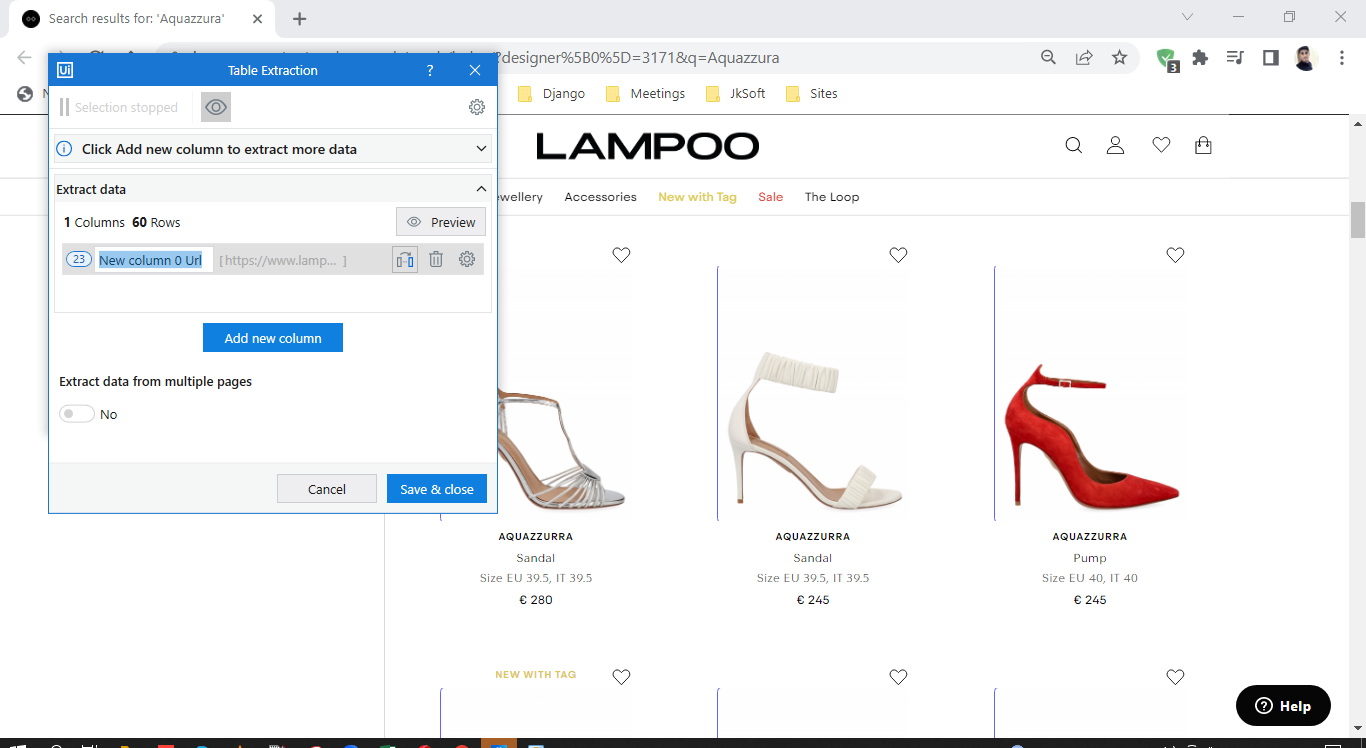 Search results for: 'Aquazzura'
?designer%5B0%5D=3171&q=Aquazzura
3
Django
Meetings
JkSoft
Sites
Ui
Table Extraction
?
Selection stopped
Click Add new column to extract more data
Extract data
1 Columns 60 Rows
Preview
23 New column 0 Url [ https://www.lamp... ]
Add new column
Extract data from multiple pages
No
Cancel
Save & close
LAMPOO
ewellery
Accessories
New with Tag
Sale
The Loop
AQUAZZURRA
Sandal
Size EU 39.5, IT 39.5
€ 280
AQUAZZURRA
Sandal
Size EU 39.5, IT 39.5
€ 245
AQUAZZURRA
Pump
Size EU 40, IT 40
€ 245
NEW WITH TAG
Help